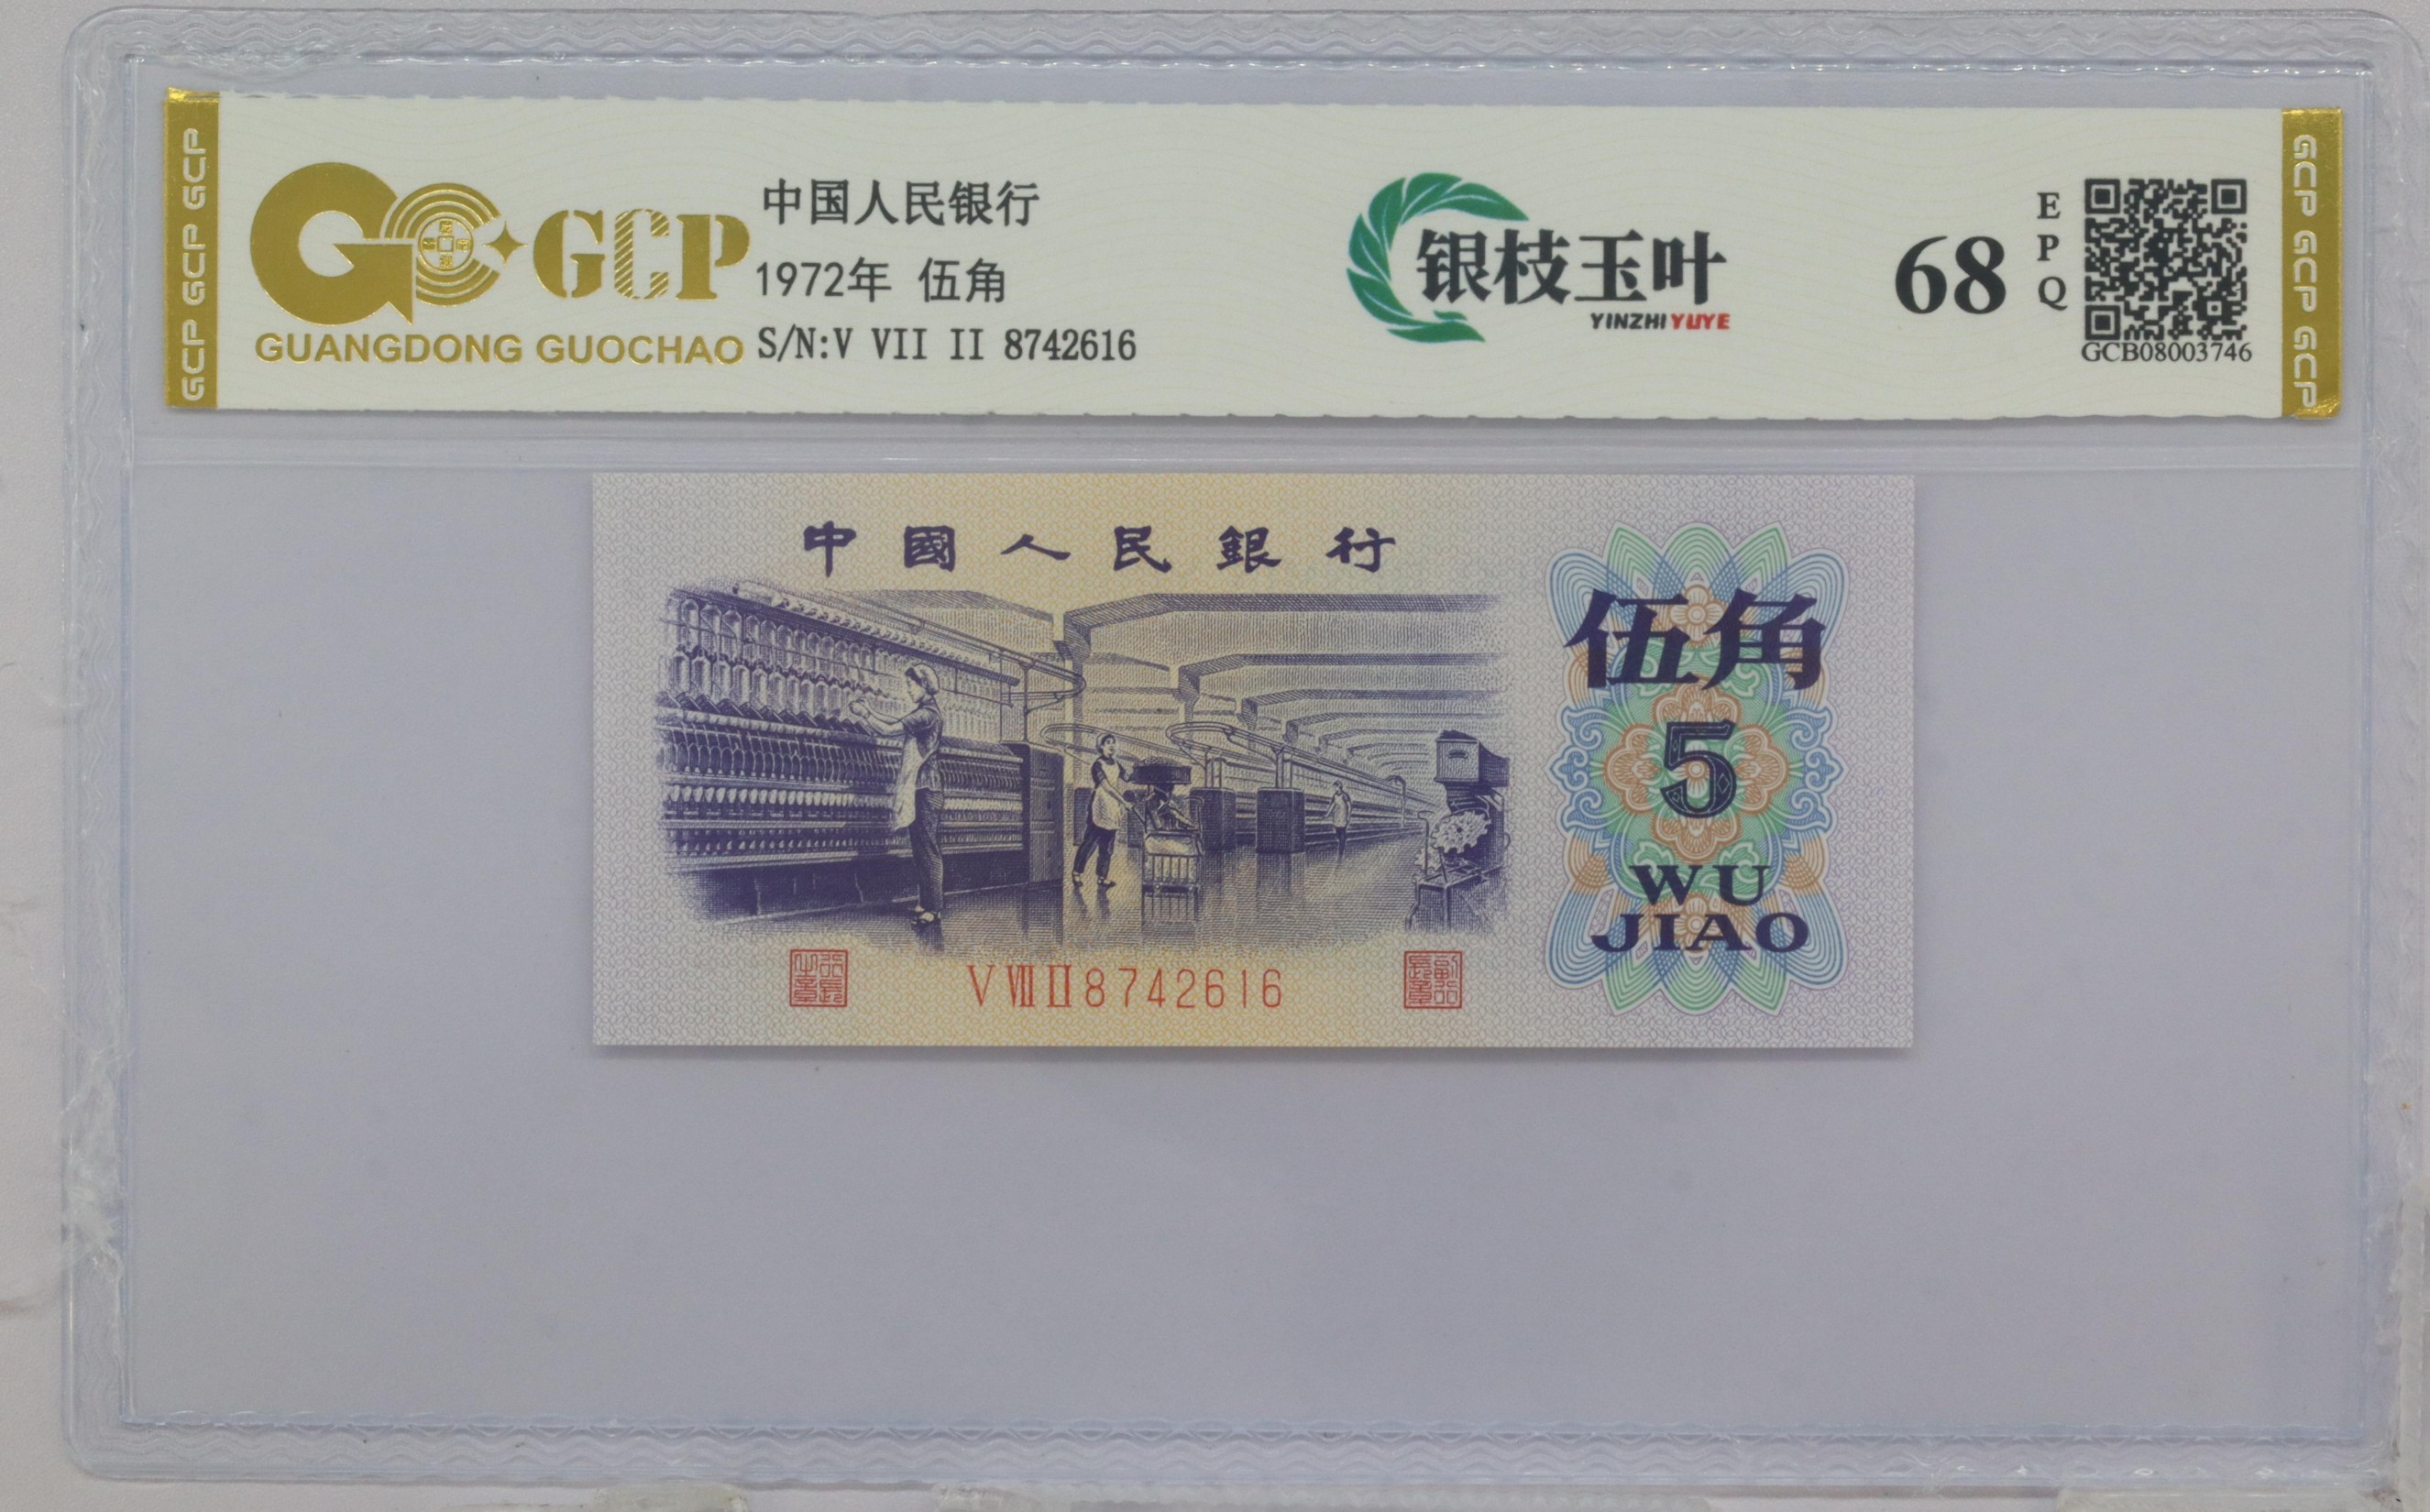 GCP GCP GCP
GCP
GUANGDONG GUOCHAO
中国人民银行
1972年 伍角
S/N:V VII II 8742616
银枝玉叶
YINZHIYUYE
68
EPQ
GCB08003746
GCP GCP GCP GCP
中國人民銀行
伍角
5
WU
JIAO
V VII II 8742616